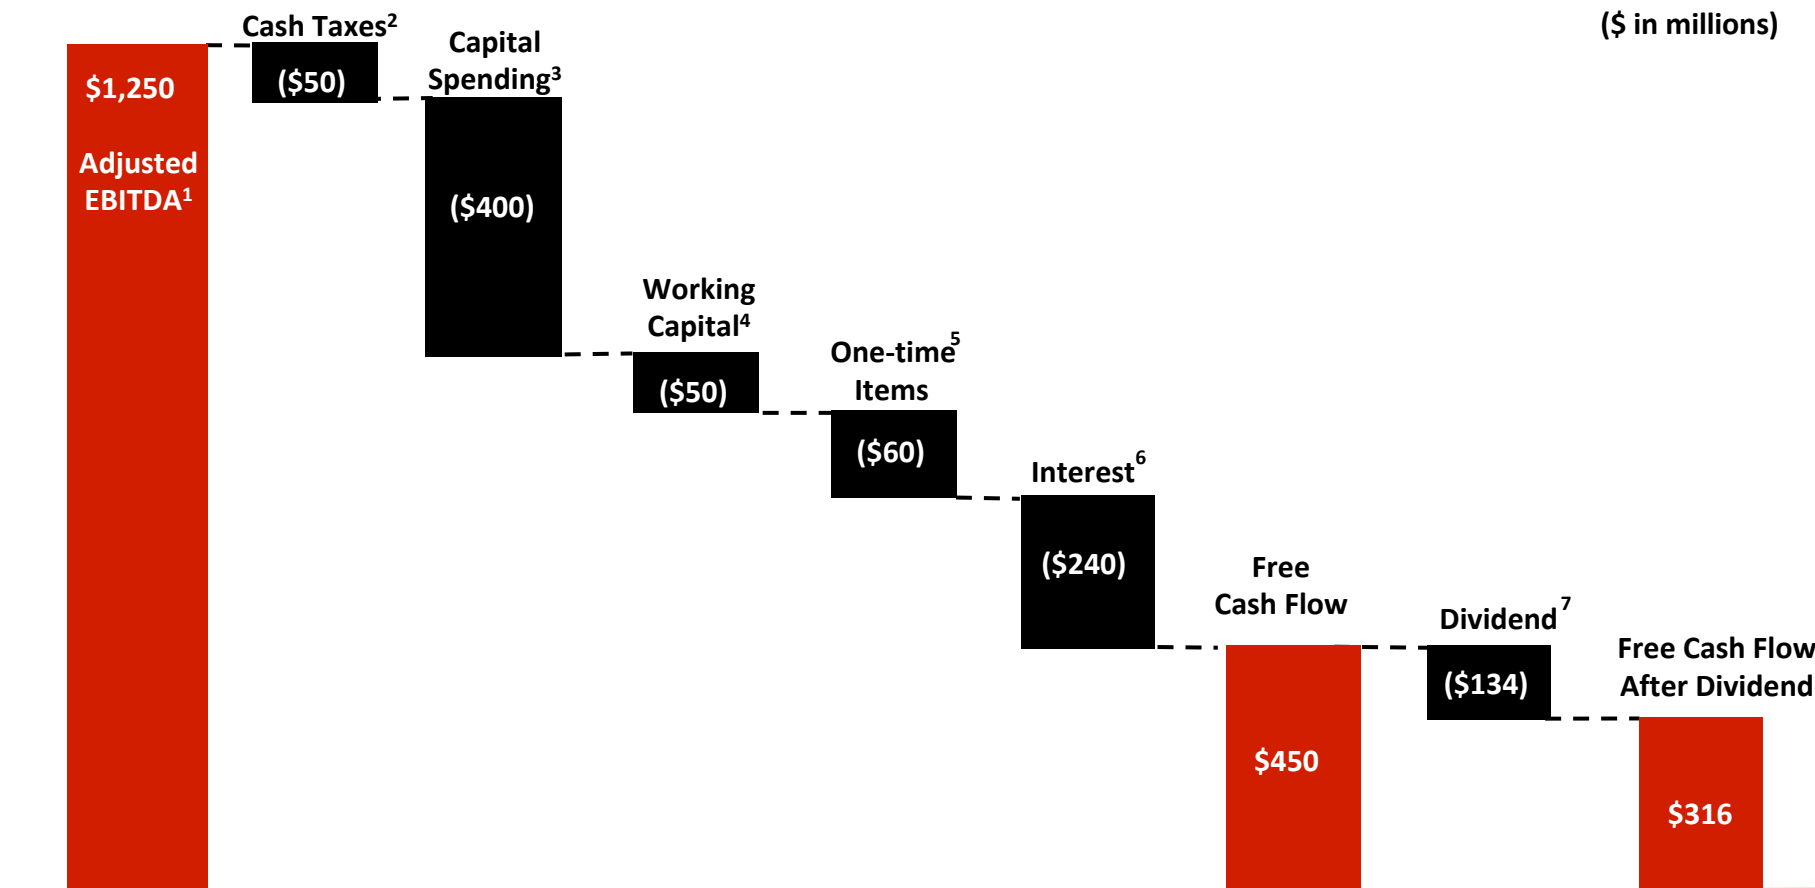 ($ in millions)
Cash Taxes²
($50)
$1,250
Adjusted
EBITDA¹
Capital
Spending³
($400)
Working
Capital⁴
($50)
One-time⁵
Items
($60)
Interest⁶
($240)
Free
Cash Flow
$450
Dividend⁷
($134)
Free Cash Flow
After Dividend
$316